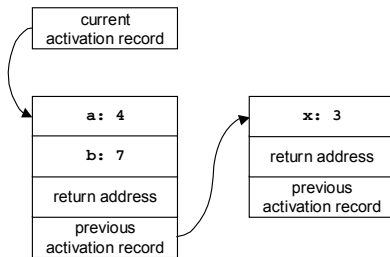 current
activation record
a: 4
b: 7
return address
previous
activation record
x: 3
return address
previous
activation record